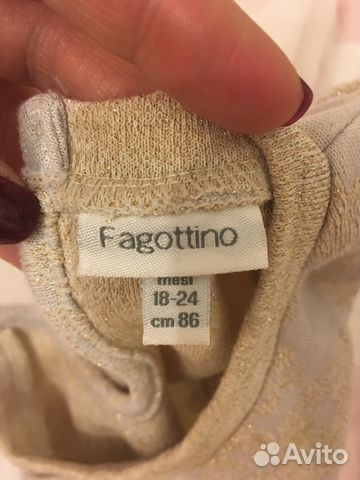 Fagottino
mesi
18-24
cm 86
Avito